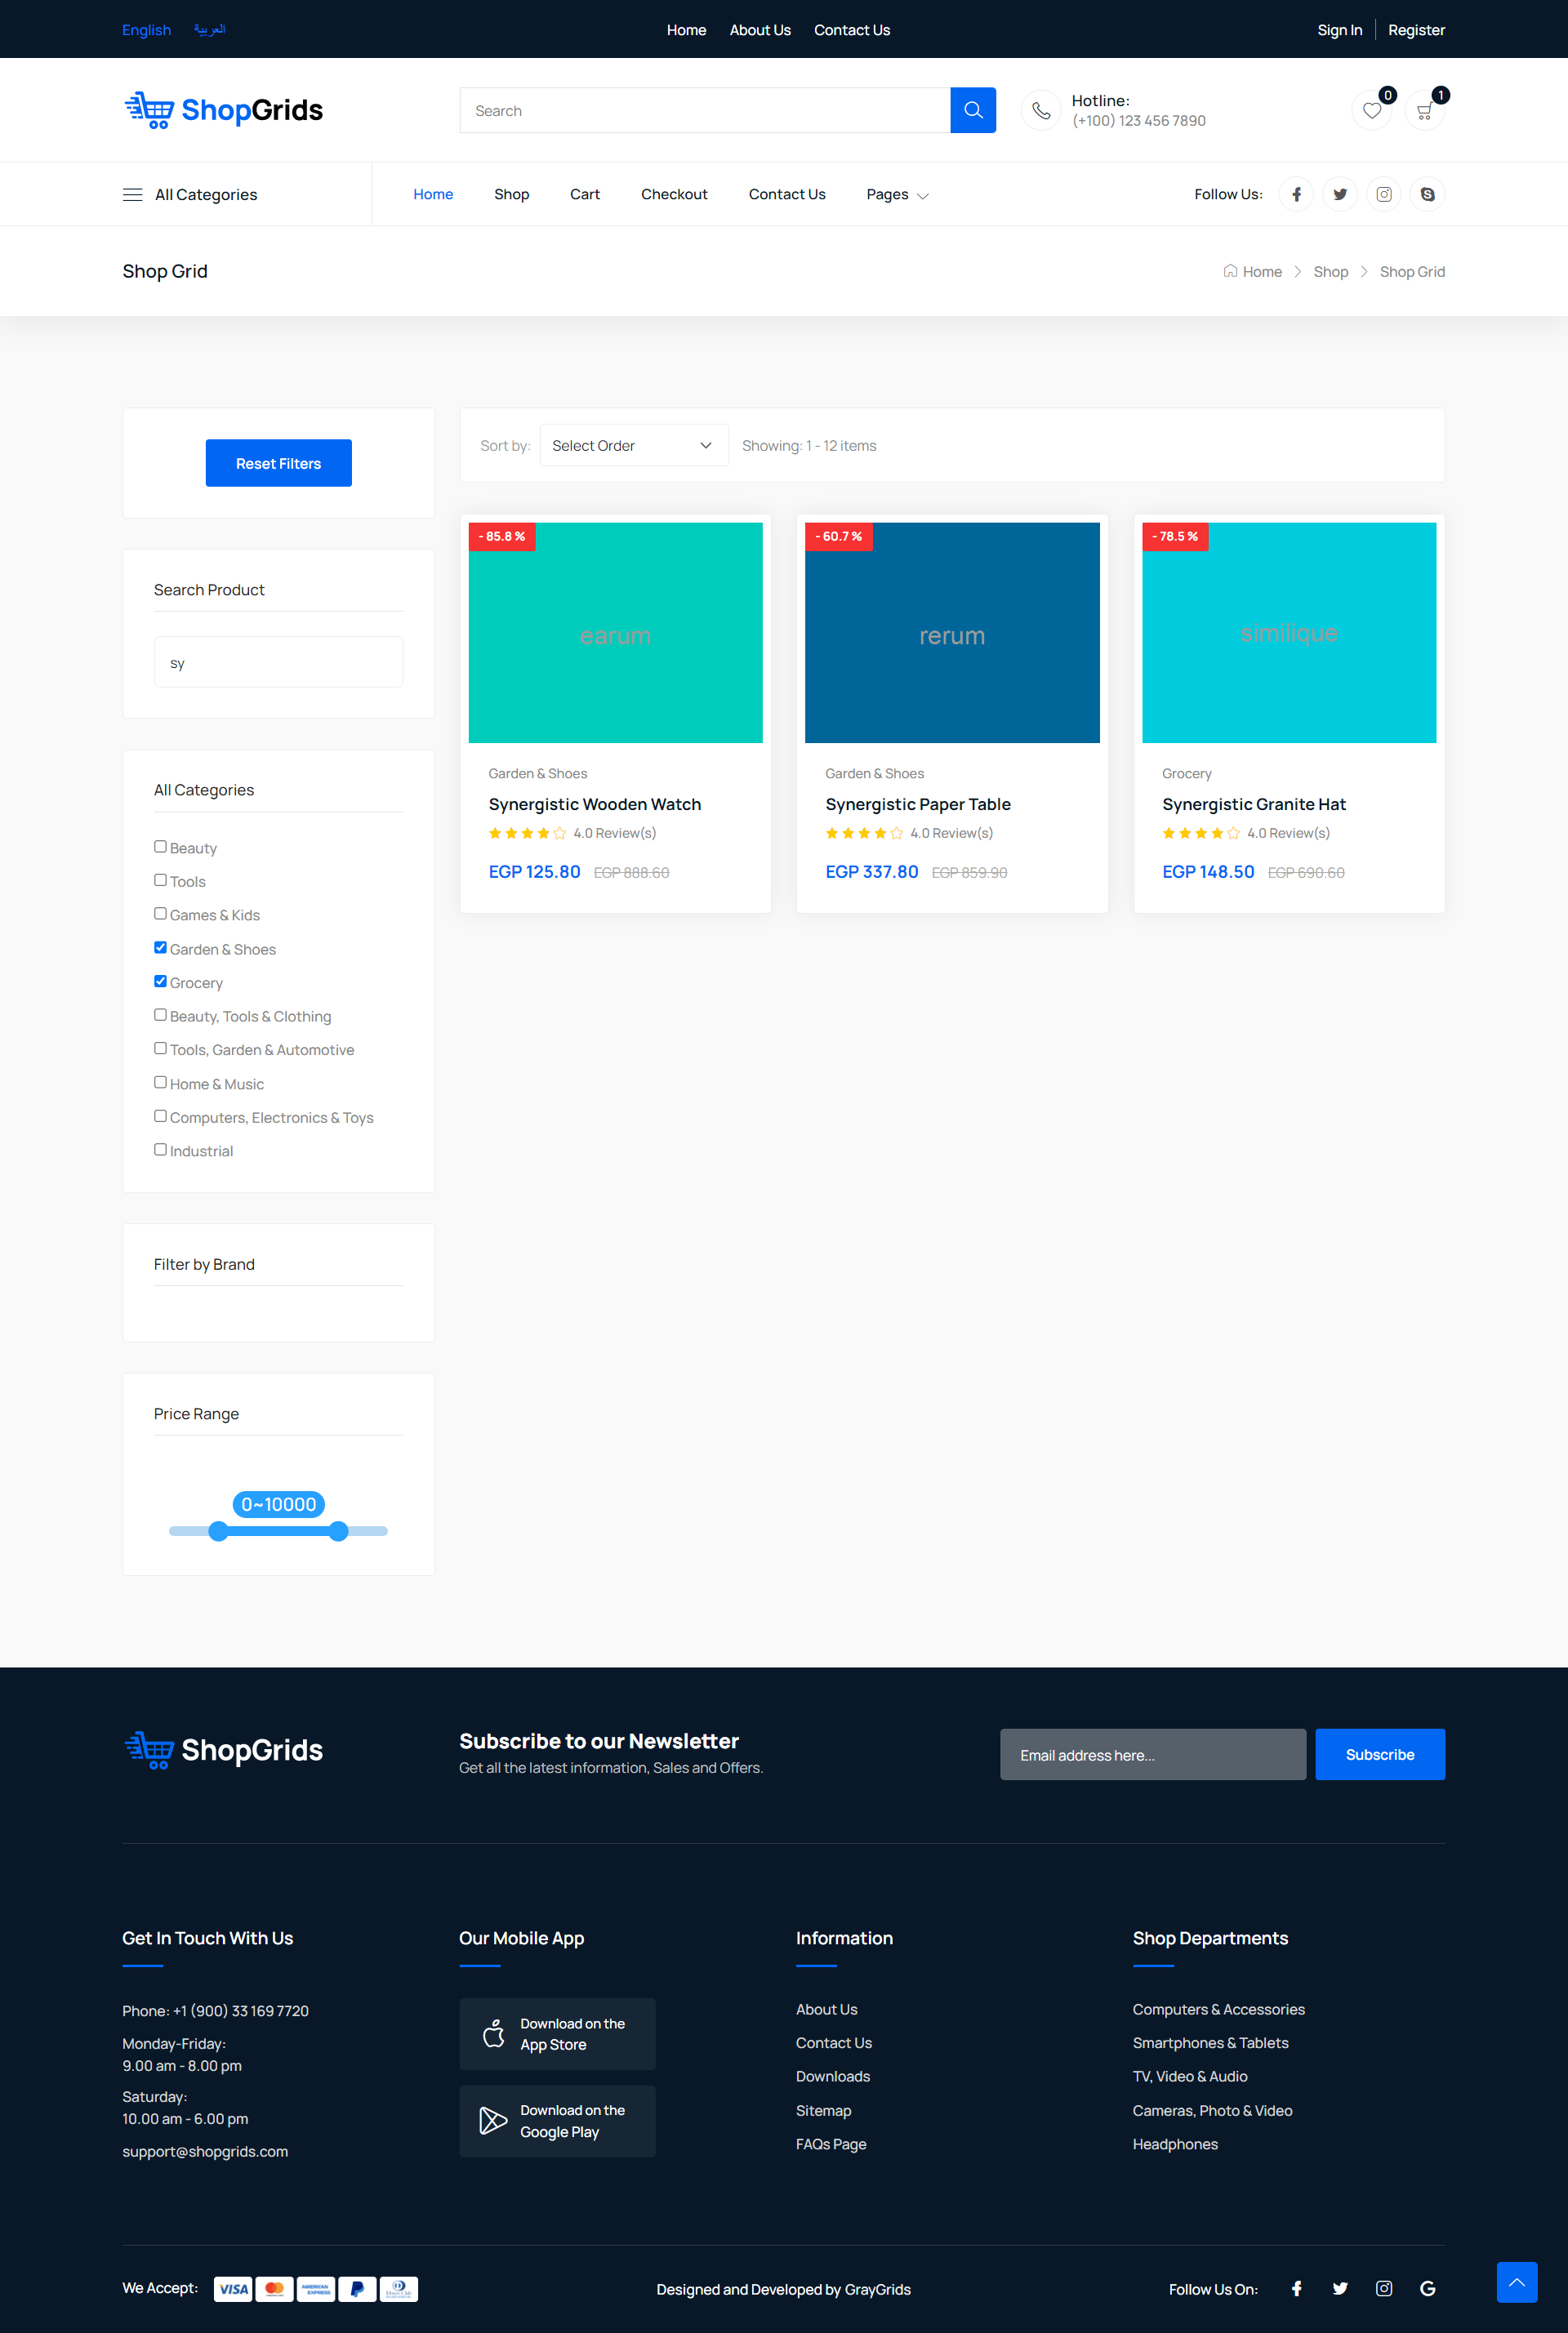 English العربية Home About Us Contact Us Sign In Register
ShopGrids
Search
Hotline:
(+100) 123 456 7890
0
1
All Categories
Home Shop Cart Checkout Contact Us Pages
Follow Us:
Shop Grid
Home Shop Shop Grid
Reset Filters
Search Product
sy
All Categories
Beauty
Tools
Games & Kids
Garden & Shoes
Grocery
Beauty, Tools & Clothing
Tools, Garden & Automotive
Home & Music
Computers, Electronics & Toys
Industrial
Filter by Brand
Price Range
0~10000
Sort by: Select Order Showing: 1 - 12 items
- 85.8 %
earum
Garden & Shoes
Synergistic Wooden Watch
4.0 Review(s)
EGP 125.80 EGP 888.60
- 60.7 %
rerum
Garden & Shoes
Synergistic Paper Table
4.0 Review(s)
EGP 337.80 EGP 859.90
- 78.5 %
similique
Grocery
Synergistic Granite Hat
4.0 Review(s)
EGP 148.50 EGP 690.60
ShopGrids
Subscribe to our Newsletter
Get all the latest information, Sales and Offers.
Email address here...
Subscribe
Get In Touch With Us
Phone: +1 (900) 33 169 7720
Monday-Friday:
9.00 am - 8.00 pm
Saturday:
10.00 am - 6.00 pm
support@shopgrids.com
Our Mobile App
Download on the
App Store
Download on the
Google Play
Information
About Us
Contact Us
Downloads
Sitemap
FAQs Page
Shop Departments
Computers & Accessories
Smartphones & Tablets
TV, Video & Audio
Cameras, Photo & Video
Headphones
We Accept:
VISA
AMERICAN
EXPRESS
Designed and Developed by GrayGrids
Follow Us On: